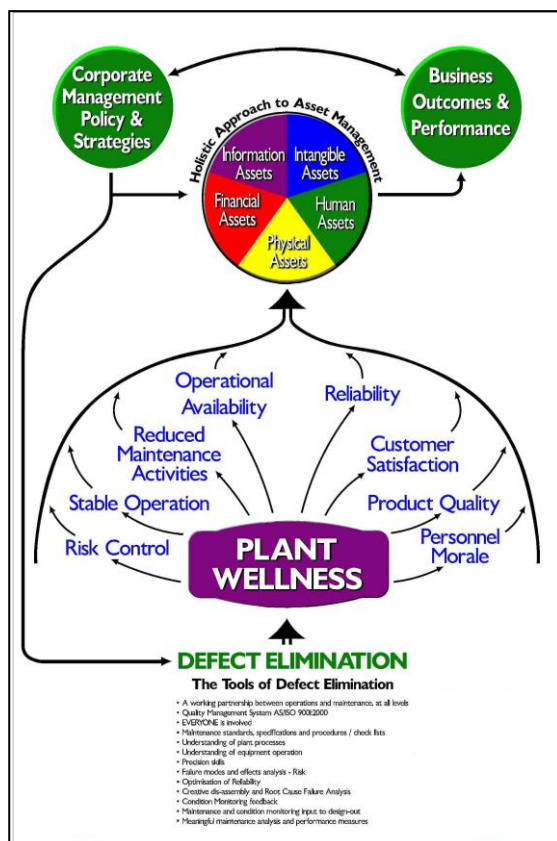 Corporate
Management
Policy &
Strategies
Business
Outcomes &
Performance
Holistic Approach to Asset Management
Information
Assets
Intangible
Assets
Financial
Assets
Human
Assets
Physical
Assets
Operational
Availability
Reliability
Reduced
Maintenance
Activities
Customer
Satisfaction
Stable Operation
Product Quality
Risk Control
Personnel
Morale
PLANT
WELLNESS
DEFECT ELIMINATION
The Tools of Defect Elimination
• A working partnership between operations and maintenance, at all levels
• Quality Management System AS/ISO 9001:2000
• EVERYONE is involved
• Maintenance standards, specifications and procedures / check lists
• Understanding of plant processes
• Understanding of equipment operation
• Precision skills
• Failure modes and effects analysis - Risk
• Optimisation of Reliability
• Creative dis-assembly and Root Cause Failure Analysis
• Condition Monitoring feedback
• Maintenance and condition monitoring input to design-out
• Meaningful maintenance analysis and performance measures